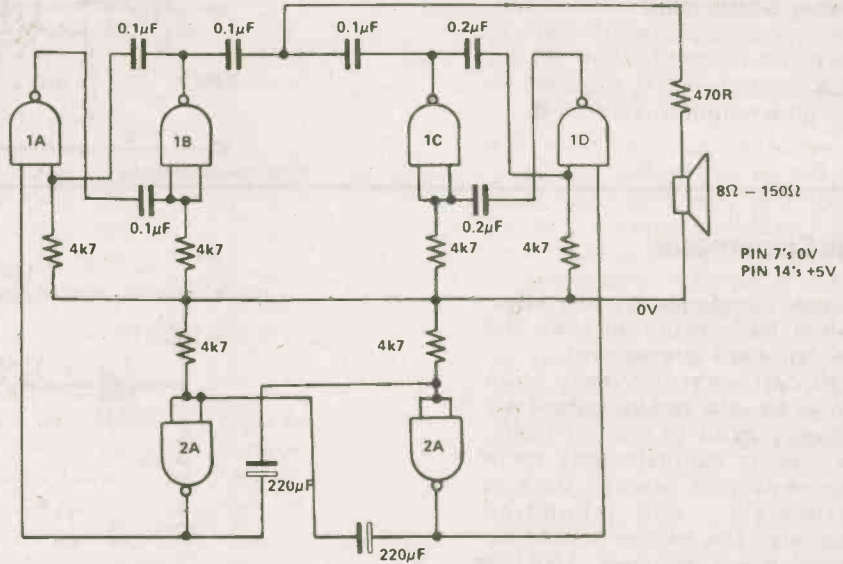 0.1µF 0.1µF 0.1µF 0.2µF
470R
1A 1B 1C 1D
8Ω – 150Ω
0.1µF 0.2µF
4k7 4k7 4k7 4k7
PIN 7's 0V
PIN 14's +5V
0V
4k7 4k7
2A 2A
220µF
220µF